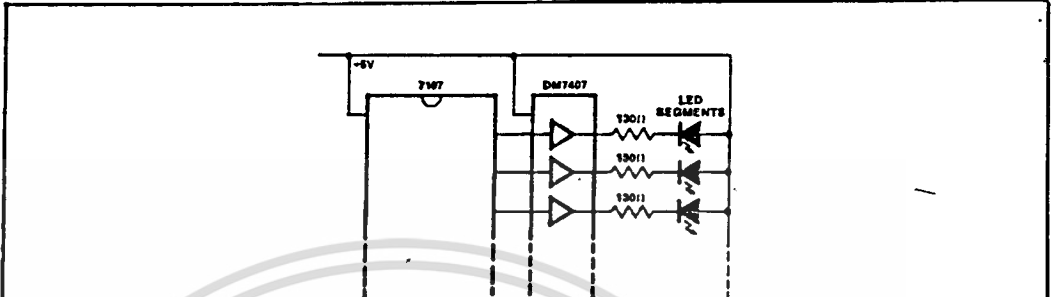 +5V
7107
DM7407
LED
SEGMENTS
130Ω
130Ω
130Ω